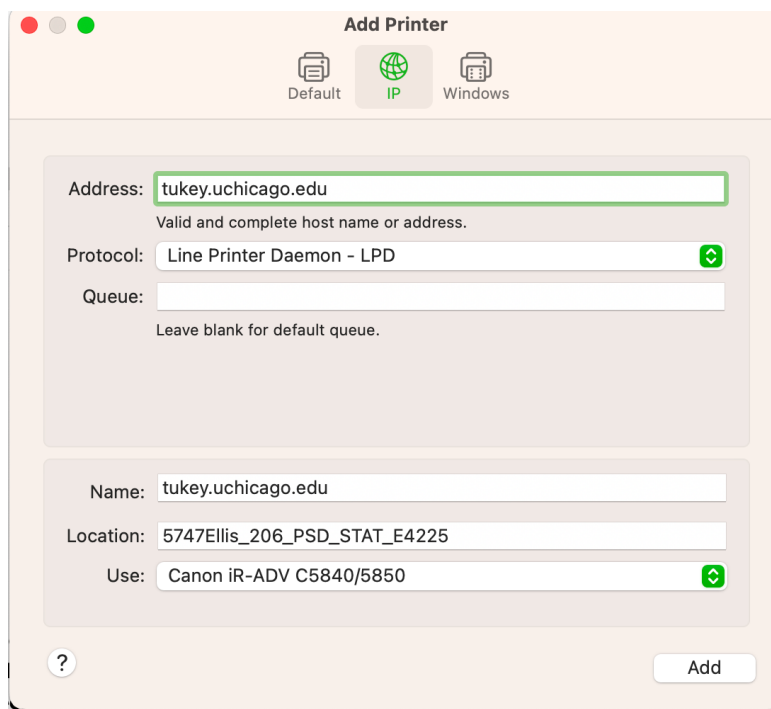 Add Printer
Default
IP
Windows
Address: tukey.uchicago.edu
Valid and complete host name or address.
Protocol: Line Printer Daemon - LPD
Queue:
Leave blank for default queue.
Name: tukey.uchicago.edu
Location: 5747Ellis_206_PSD_STAT_E4225
Use: Canon iR-ADV C5840/5850
?
Add